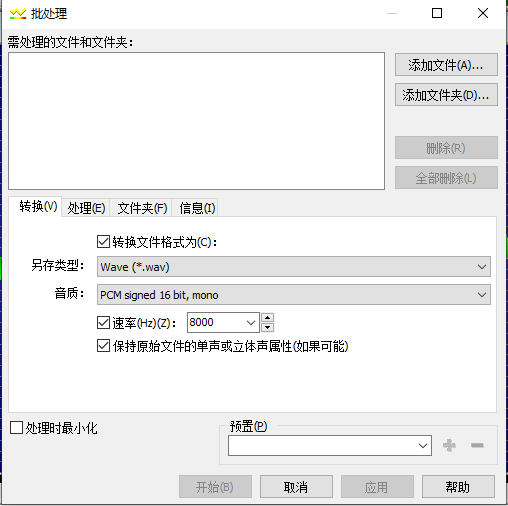 批处理
需处理的文件和文件夹:
添加文件(A)...
添加文件夹(D)...
删除(R)
全部删除(L)
转换(V) 处理(E) 文件夹(F) 信息(I)
转换文件格式为(C):
另存类型: Wave (*.wav)
音质: PCM signed 16 bit, mono
速率(Hz)(Z): 8000
保持原始文件的单声或立体声属性(如果可能)
处理时最小化
预置(P)
开始(B) 取消 应用 帮助